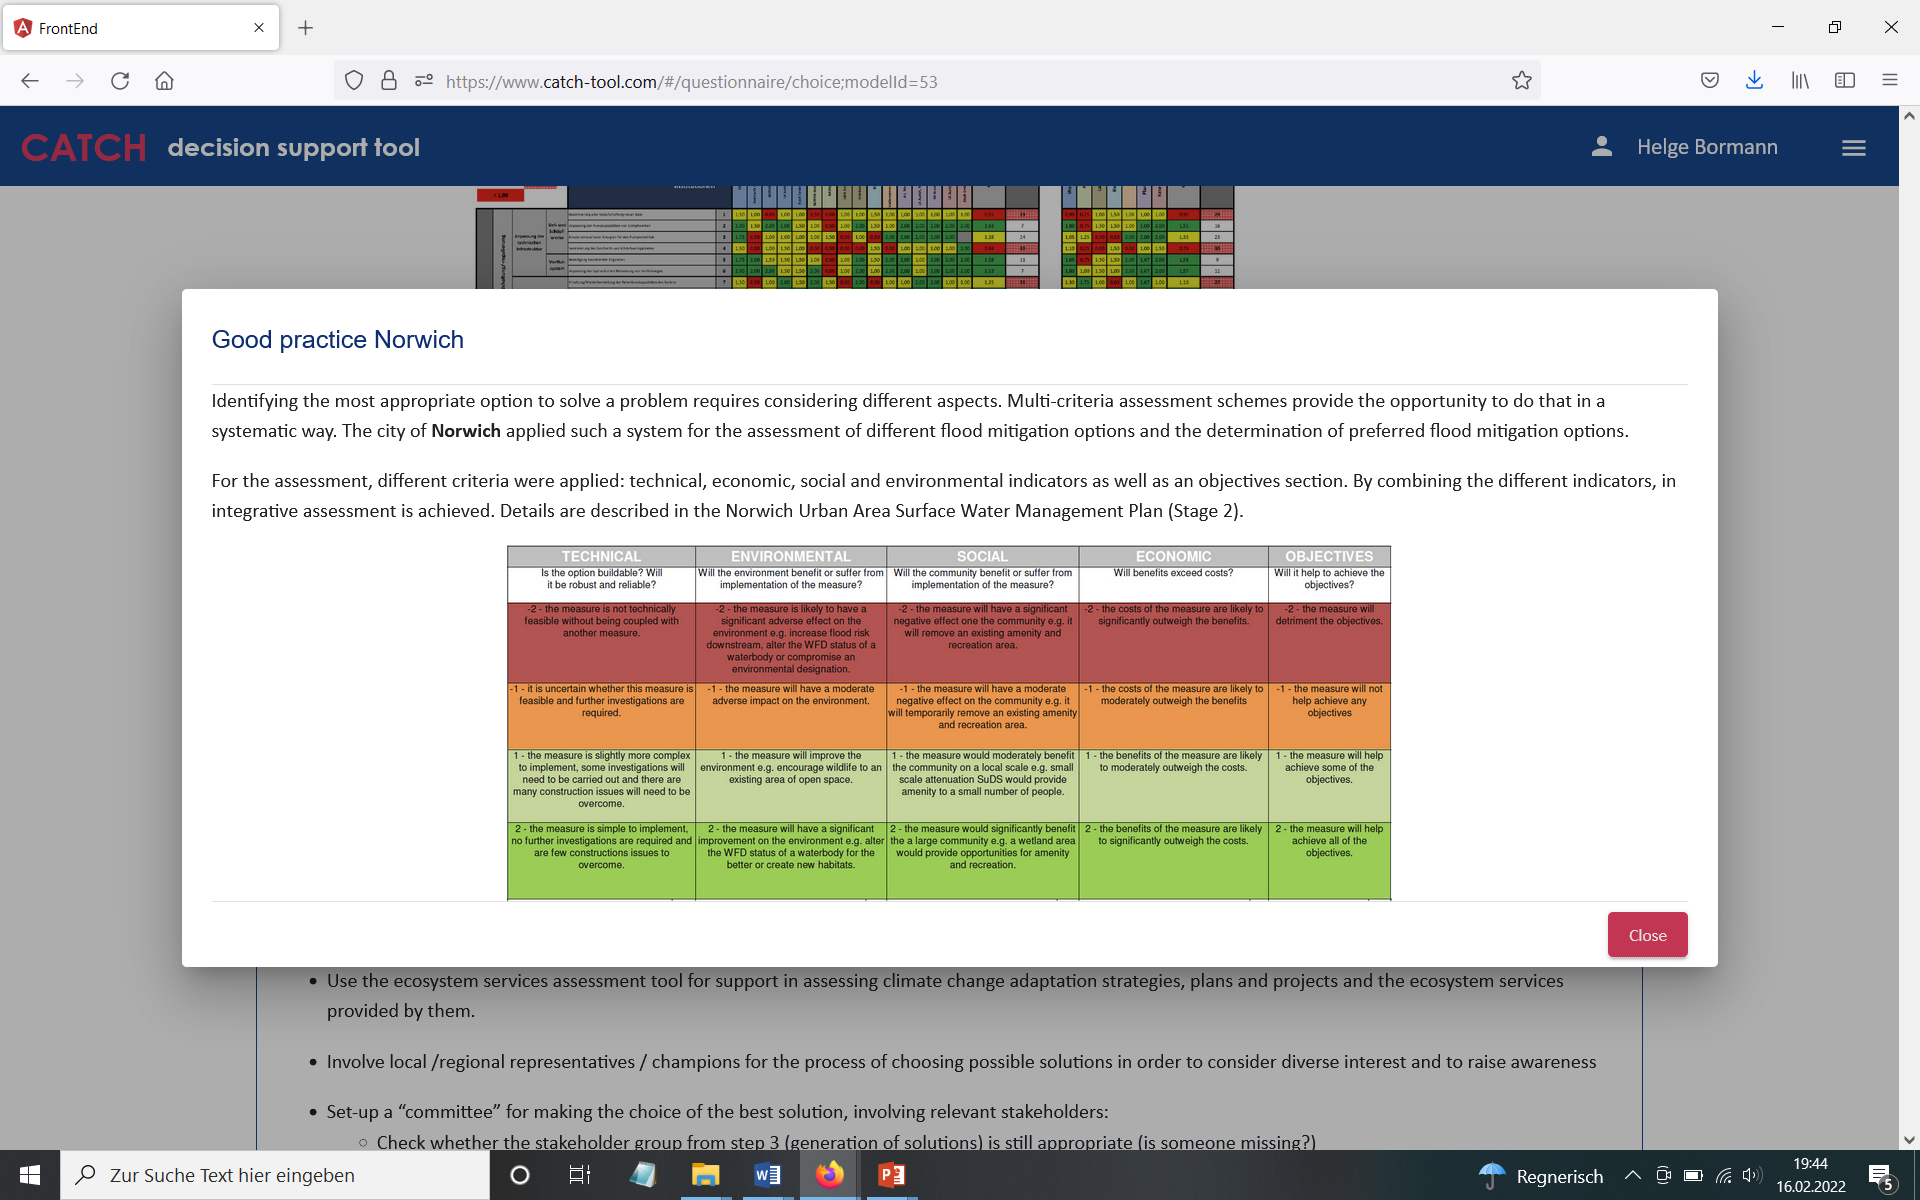 FrontEnd
https://www.catch-tool.com/#/questionnaire/choice;modelId=53
CATCH decision support tool
Helge Bormann
Good practice Norwich
Identifying the most appropriate option to solve a problem requires considering different aspects. Multi-criteria assessment schemes provide the opportunity to do that in a
systematic way. The city of Norwich applied such a system for the assessment of different flood mitigation options and the determination of preferred flood mitigation options.
For the assessment, different criteria were applied: technical, economic, social and environmental indicators as well as an objectives section. By combining the different indicators, in
integrative assessment is achieved. Details are described in the Norwich Urban Area Surface Water Management Plan (Stage 2).
TECHNICAL
Is the option buildable? Will
it be robust and reliable?
-2 - the measure is not technically
feasible without being coupled with
another measure.
-1 - it is uncertain whether this measure is
feasible and further investigations are
required.
1 - the measure is slightly more complex
to implement, some investigations will
need to be carried out and there are
many construction issues will need to be
overcome.
2 - the measure is simple to implement,
no further investigations are required and
are few constructions issues to
overcome.
ENVIRONMENTAL
Will the environment benefit or suffer from
implementation of the measure?
-2 - the measure is likely to have a
significant adverse effect on the
environment e.g. increase flood risk
downstream, alter the WFD status of a
waterbody or compromise an
environmental designation.
-1 - the measure will have a moderate
adverse impact on the environment.
1 - the measure will improve the
environment e.g. encourage wildlife to an
existing area of open space.
2 - the measure will have a significant
improvement on the environment e.g. alter
the WFD status of a waterbody for the
better or create new habitats.
SOCIAL
Will the community benefit or suffer from
implementation of the measure?
-2 - the measure will have a significant
negative effect one the community e.g. it
will remove an existing amenity and
recreation area.
-1 - the measure will have a moderate
negative effect on the community e.g. it
will temporarily remove an existing amenity
and recreation area.
1 - the measure would moderately benefit
the community on a local scale e.g. small
scale attenuation SuDS would provide
amenity to a small number of people.
2 - the measure would significantly benefit
the a large community e.g. a wetland area
would provide opportunities for amenity
and recreation.
ECONOMIC
Will benefits exceed costs?
-2 - the costs of the measure are likely to
significantly outweigh the benefits.
-1 - the costs of the measure are likely to
moderately outweigh the benefits
1 - the benefits of the measure are likely
to moderately outweigh the costs.
2 - the benefits of the measure are likely
to significantly outweigh the costs.
OBJECTIVES
Will it help to achieve the
objectives?
-2 - the measure will
detriment the objectives.
-1 - the measure will not
help achieve any
objectives
1 - the measure will help
achieve some of the
objectives.
2 - the measure will help
achieve all of the
objectives.
Close
• Use the ecosystem services assessment tool for support in assessing climate change adaptation strategies, plans and projects and the ecosystem services
provided by them.
• Involve local /regional representatives / champions for the process of choosing possible solutions in order to consider diverse interest and to raise awareness
• Set-up a “committee” for making the choice of the best solution, involving relevant stakeholders:
○ Check whether the stakeholder group from step 3 (generation of solutions) is still appropriate (is someone missing?)
Zur Suche Text hier eingeben
Regnerisch
19:44
16.02.2022
5